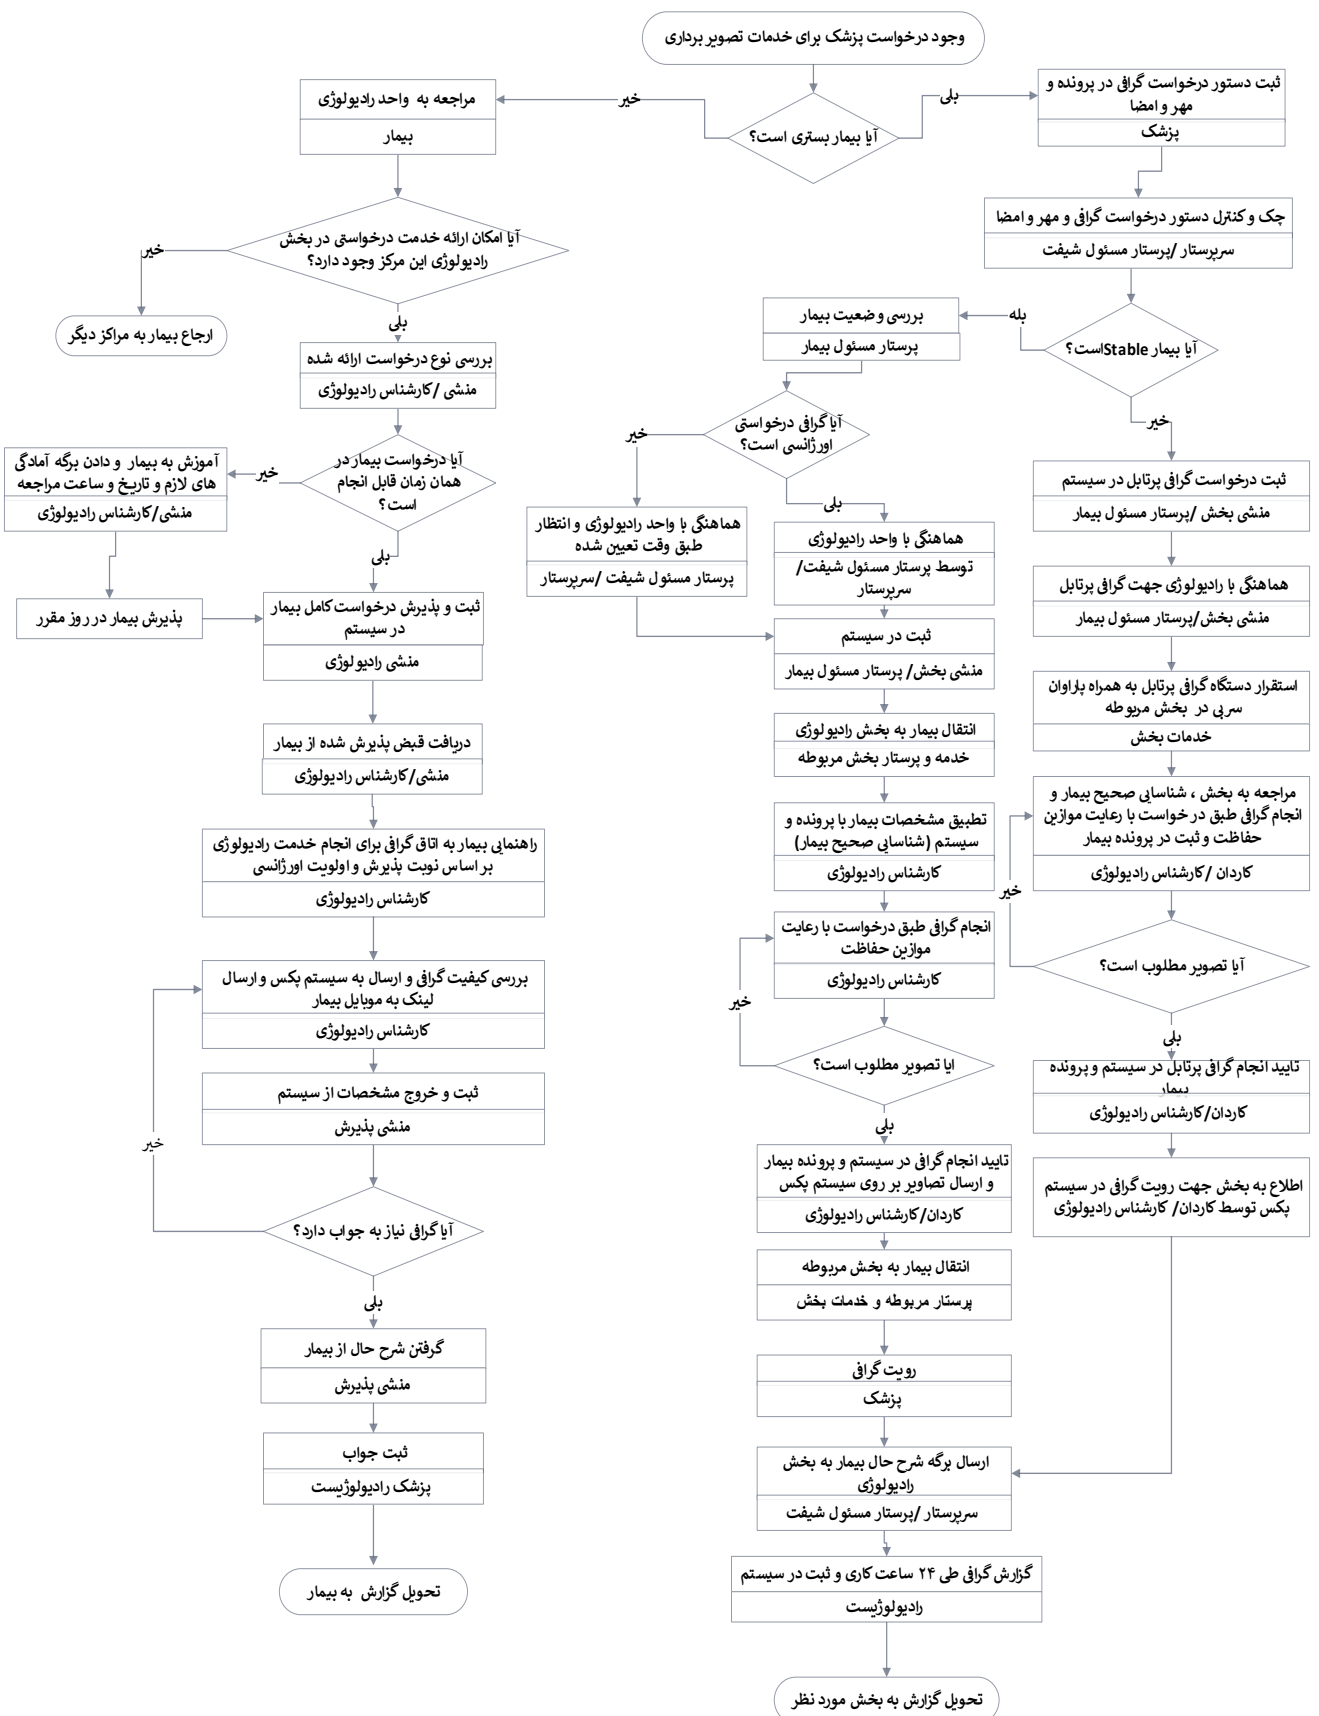 وجود درخواست پزشک برای خدمات تصویر برداری
آیا بیمار بستری است؟
بلی
ثبت دستور درخواست گرافی در پرونده و
مهر و امضا
پزشک
چک و کنترل دستور درخواست گرافی و مهر و امضا
سرپرستار /پرستار مسئول شیفت
آیا بیمار Stableاست؟
خیر
ثبت درخواست گرافی پرتابل در سیستم
منشی بخش /پرستار مسئول بیمار
هماهنگی با رادیولوژی جهت گرافی پرتابل
منشی بخش/پرستار مسئول بیمار
استقرار دستگاه گرافی پرتابل به همراه پاراوان
سربی در بخش مربوطه
خدمات بخش
مراجعه به بخش ، شناسایی صحیح بیمار و
انجام گرافی طبق در خواست با رعایت موازین
حفاظت و ثبت در پرونده بیمار
کاردان /کارشناس رادیولوژی
خیر
آیا تصویر مطلوب است؟
بلی
تایید انجام گرافی پرتابل در سیستم و پرونده
بیمار
کاردان/کارشناس رادیولوژی
اطلاع به بخش جهت رویت گرافی در سیستم
پکس توسط کاردان/ کارشناس رادیولوژی
بله
بررسی وضعیت بیمار
پرستار مسئول بیمار
آیا گرافی درخواستی
اورژانسی است؟
خیر
هماهنگی با واحد رادیولوژی و انتظار
طبق وقت تعیین شده
پرستار مسئول شیفت /سرپرستار
بلی
هماهنگی با واحد رادیولوژی
توسط پرستار مسئول شیفت/
سرپرستار
ثبت در سیستم
منشی بخش/ پرستار مسئول بیمار
انتقال بیمار به بخش رادیولوژی
خدمه و پرستار بخش مربوطه
تطبیق مشخصات بیمار با پرونده و
سیستم (شناسایی صحیح بیمار)
کارشناس رادیولوژی
انجام گرافی طبق درخواست با رعایت
موازین حفاظت
کارشناس رادیولوژی
خیر
ایا تصویر مطلوب است؟
بلی
تایید انجام گرافی در سیستم و پرونده بیمار
و ارسال تصاویر بر روی سیستم پکس
کاردان/کارشناس رادیولوژی
انتقال بیمار به بخش مربوطه
پرستار مربوطه و خدمات بخش
رویت گرافی
پزشک
ارسال برگه شرح حال بیمار به بخش
رادیولوژی
سرپرستار /پرستار مسئول شیفت
گزارش گرافی طی ۲۴ ساعت کاری و ثبت در سیستم
رادیولوژیست
تحویل گزارش به بخش مورد نظر
خیر
مراجعه به واحد رادیولوژی
بیمار
آیا امکان ارائه خدمت درخواستی در بخش
رادیولوژی این مرکز وجود دارد؟
خیر
ارجاع بیمار به مراکز دیگر
بلی
بررسی نوع درخواست ارائه شده
منشی /کارشناس رادیولوژی
آیا درخواست بیمار در
همان زمان قابل انجام
است؟
خیر
آموزش به بیمار و دادن برگه آمادگی
های لازم و تاریخ و ساعت مراجعه
منشی/کارشناس رادیولوژی
پذیرش بیمار در روز مقرر
بلی
ثبت و پذیرش درخواست کامل بیمار
در سیستم
منشی رادیولوژی
دریافت قبض پذیرش شده از بیمار
منشی/کارشناس رادیولوژی
راهنمایی بیمار به اتاق گرافی برای انجام خدمت رادیولوژی
بر اساس نوبت پذیرش و اولویت اورژانسی
کارشناس رادیولوژی
بررسی کیفیت گرافی و ارسال به سیستم پکس و ارسال
لینک به موبایل بیمار
کارشناس رادیولوژی
ثبت و خروج مشخصات از سیستم
منشی پذیرش
خیر
آیا گرافی نیاز به جواب دارد؟
بلی
گرفتن شرح حال از بیمار
منشی پذیرش
ثبت جواب
پزشک رادیولوژیست
تحویل گزارش به بیمار